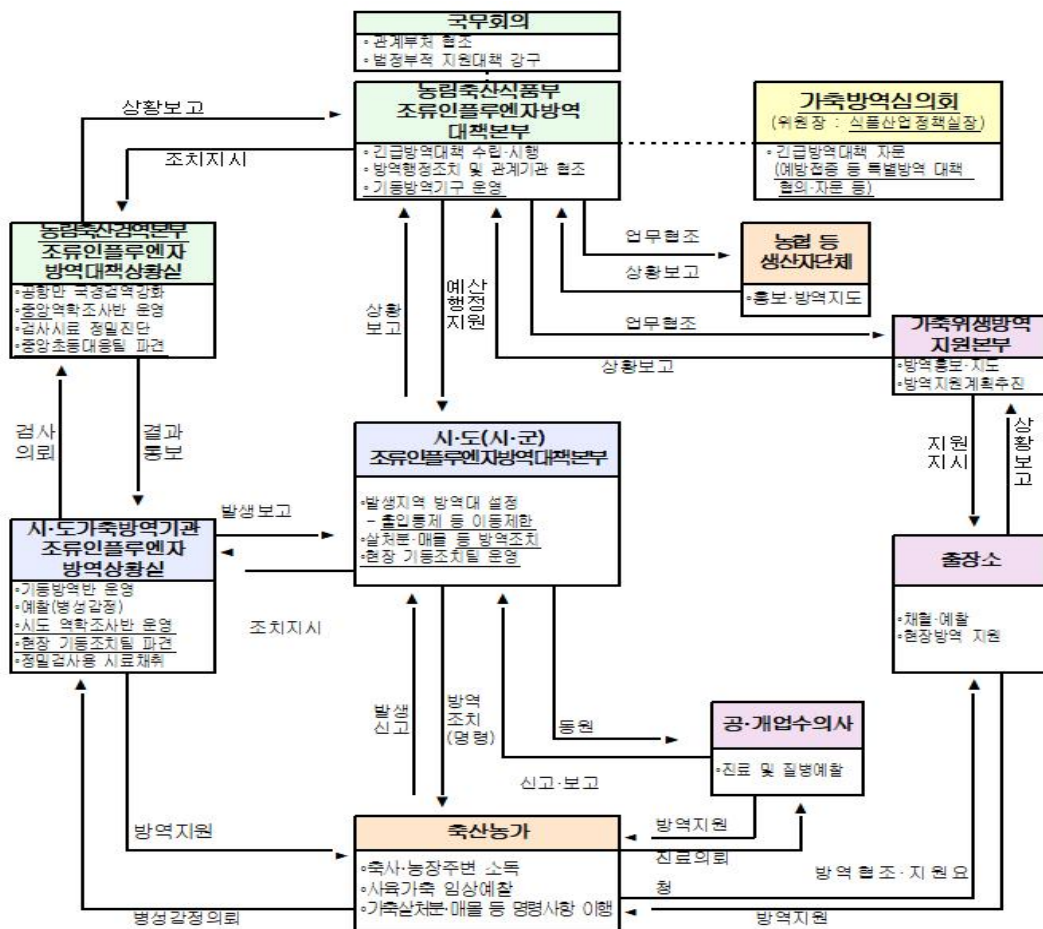 국무회의
◦관계부처 협조
◦범정부적 지원대책 강구
상황보고
조치지시
농림축산식품부
조류인플루엔자방역
대책본부
◦긴급방역대책 수립·시행
◦방역행정조치 및 관계기관 협조
◦기동방역기구 운영
가축방역심의회
(위원장 : 식품산업정책실장)
◦긴급방역대책 자문
(예방접종 등 특별방역 대책
협의·자문 등)
농림축산검역본부
조류인플루엔자
방역대책상황실
◦공항만 국경검역강화
◦중앙역학조사반 운영
◦검사시료 정밀진단
◦중앙초동대응팀 파견
업무협조
상황보고
농협 등
생산자단체
◦홍보·방역지도
상황
보고
예산
행정
지원
업무협조
상황보고
가축위생방역
지원본부
◦방역홍보·지도
◦방역지원계획추진
검사
의뢰
결과
통보
시·도(시·군)
조류인플루엔자방역대책본부
◦발생지역 방역대 설정
– 출입통제 등 이동제한
◦살처분·매몰 등 방역조치
◦현장 기동조치팀 운영
지원
지시
상
황
보
고
발생보고
조치지시
시·도가축방역기관
조류인플루엔자
방역상황실
◦기동방역반 운영
◦예찰(병성감정)
◦시도 역학조사반 운영
◦현장 기동조치팀 파견
◦정밀검사용 시료채취
출장소
◦채혈·예찰
◦현장방역 지원
발생
신고
방역
조치
(명령)
동원
신고·보고
공·개업수의사
◦진료 및 질병예찰
방역지원
축산농가
◦축사·농장주변 소독
◦사육가축 임상예찰
◦가축살처분·매몰 등 명령사항 이행
방역지원
진료의뢰
방역협조·지원요
청
병성감정의뢰
방역지원